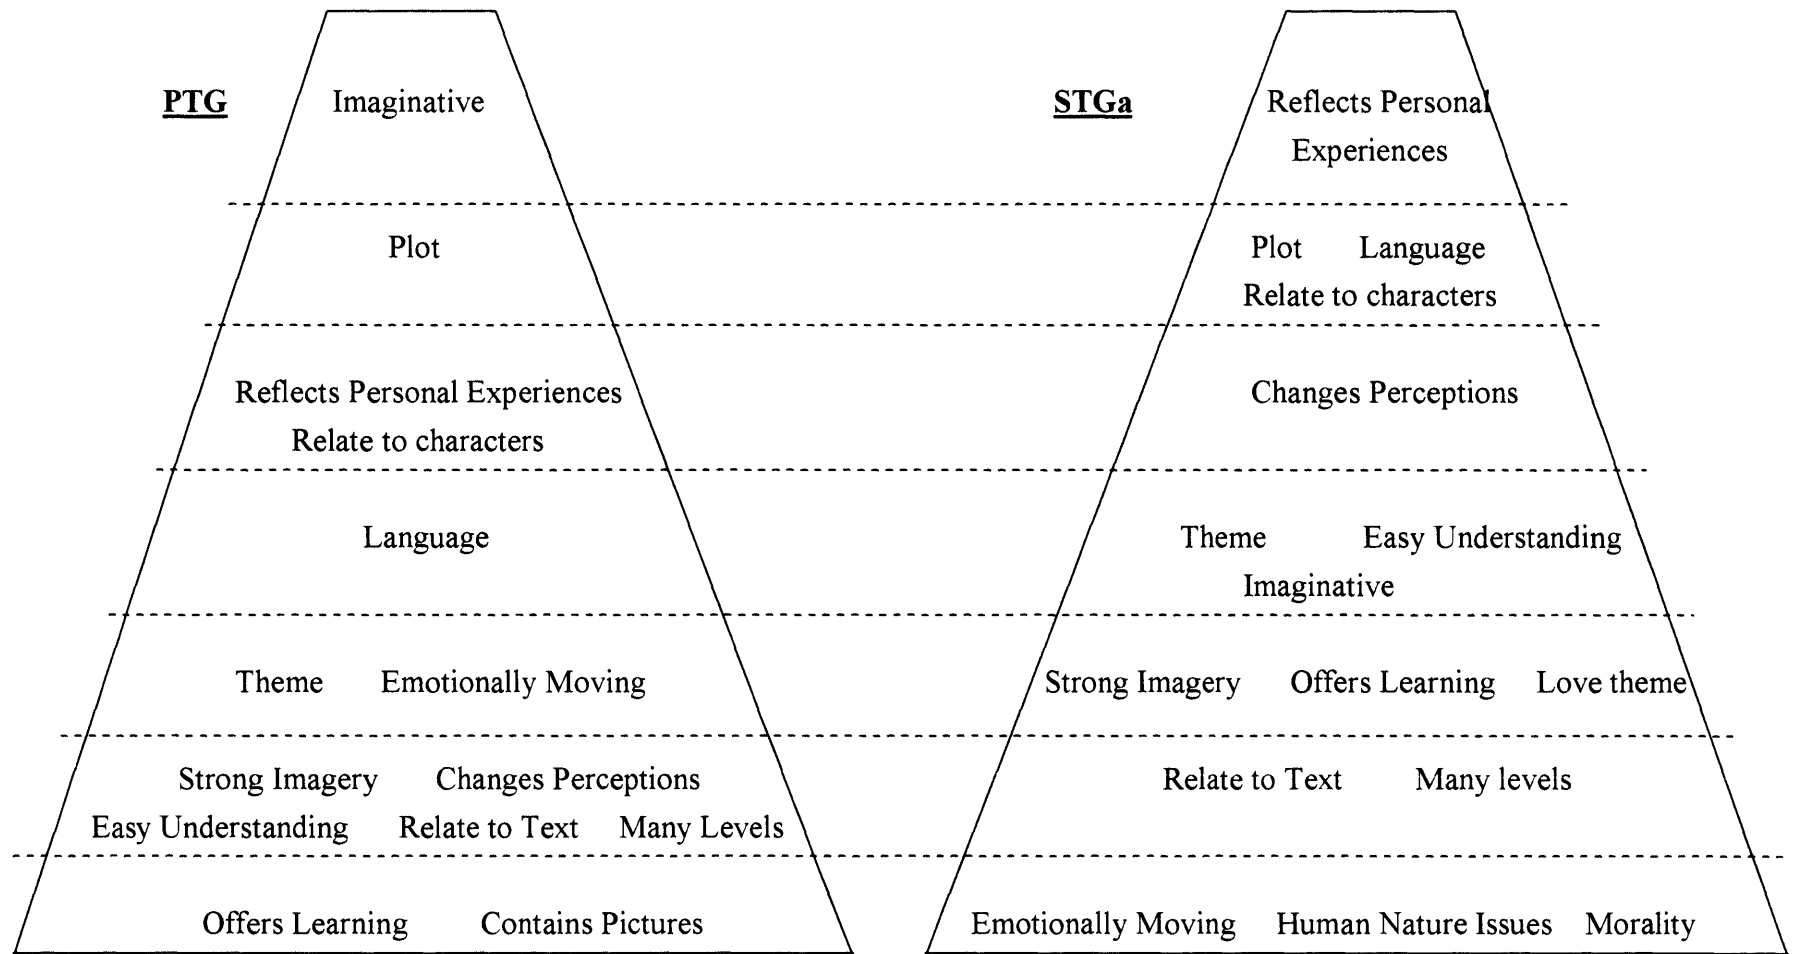 PTG
Imaginative
Plot
Reflects Personal Experiences
Relate to characters
Language
Theme Emotionally Moving
Strong Imagery Changes Perceptions
Easy Understanding Relate to Text Many Levels
Offers Learning Contains Pictures
STGa
Reflects Personal
Experiences
Plot Language
Relate to characters
Changes Perceptions
Theme Easy Understanding
Imaginative
Strong Imagery Offers Learning Love theme
Relate to Text Many levels
Emotionally Moving Human Nature Issues Morality